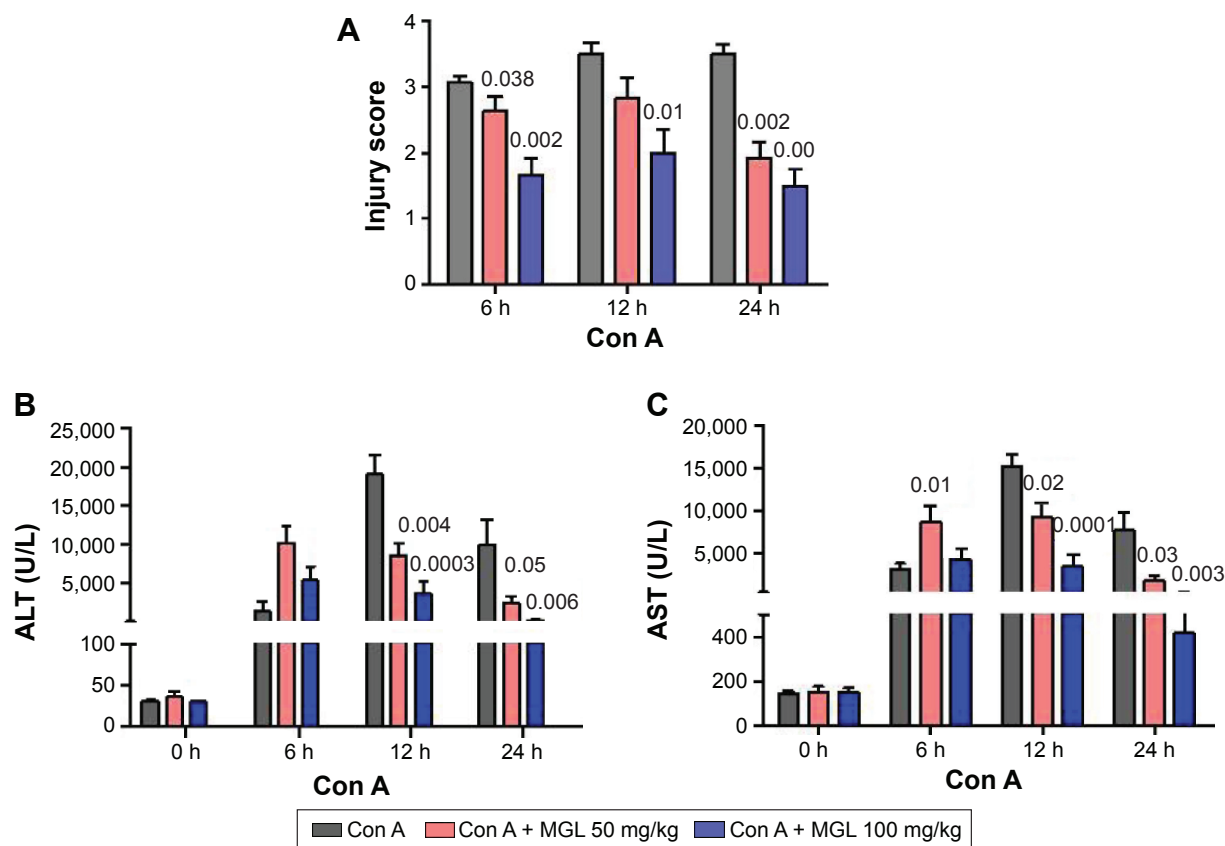 A
Injury score
4
3
2
1
0
0.038
0.002
0.01
0.002
0.00
6 h 12 h 24 h
Con A
B
ALT (U/L)
25,000
20,000
15,000
10,000
5,000
100
50
0
0.004
0.0003
0.05
0.006
0 h 6 h 12 h 24 h
Con A
C
AST (U/L)
20,000
15,000
10,000
5,000
400
200
0
0.01
0.02
0.0001
0.03
0.003
0 h 6 h 12 h 24 h
Con A
Con A Con A + MGL 50 mg/kg Con A + MGL 100 mg/kg